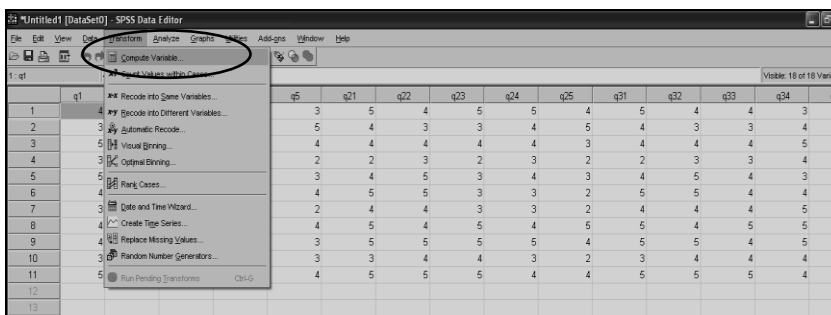 *Untitled1 [DataSet0] - SPSS Data Editor
File Edit View Data Transform Analyze Graphs Utilities Add-ons Window Help
Compute Variable...
1 : q1 Count Values within Cases... Visible: 18 of 18 Vari
q1 q5 q21 q22 q23 q24 q25 q31 q32 q33 q34
Recode into Same Variables...
1 4 3 5 4 5 5 4 5 4 4 3
Recode into Different Variables...
2 3 5 4 3 3 4 5 4 3 3 4
Automatic Recode...
3 5 4 4 4 4 4 3 4 4 4 5
Visual Binning...
4 3 2 2 3 2 3 2 2 3 3 4
Optimal Binning...
5 5 3 4 5 3 4 3 4 5 4 3
Rank Cases...
6 4 4 5 5 3 3 2 5 5 4 4
7 3 2 4 4 3 3 2 4 4 4 5
Date and Time Wizard...
8 4 4 5 4 5 4 5 5 5 4 5
Create Time Series...
9 4 3 5 5 5 5 4 5 5 4 5
Replace Missing Values...
10 3 3 3 4 4 3 2 3 4 4 4
Random Number Generators...
11 5 4 5 5 5 4 4 5 5 5 4
Run Pending Transforms Ctrl-G
12
13